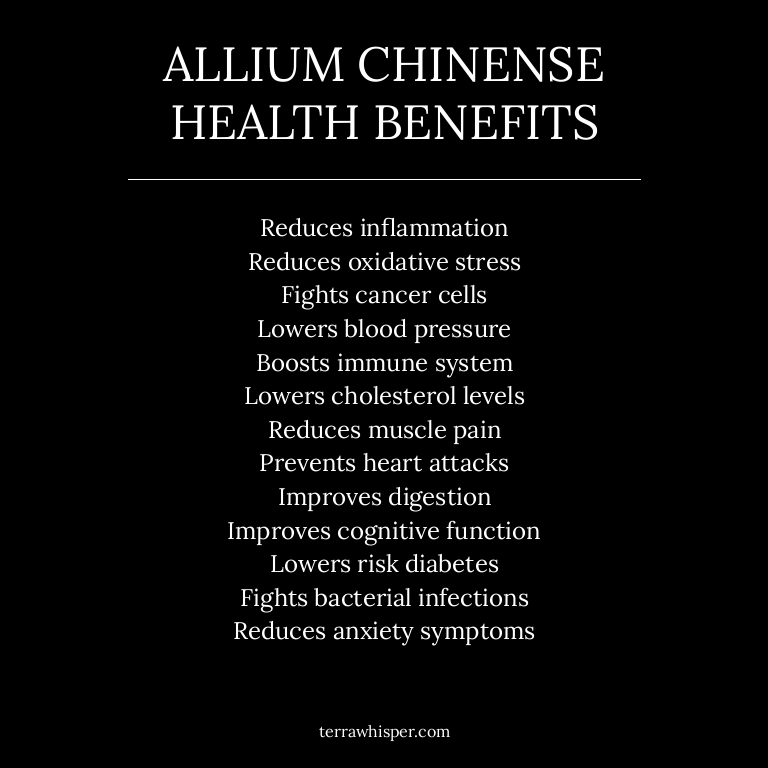 ALLIUM CHINENSE
HEALTH BENEFITS
Reduces inflammation
Reduces oxidative stress
Fights cancer cells
Lowers blood pressure
Boosts immune system
Lowers cholesterol levels
Reduces muscle pain
Prevents heart attacks
Improves digestion
Improves cognitive function
Lowers risk diabetes
Fights bacterial infections
Reduces anxiety symptoms
terrawhisper.com